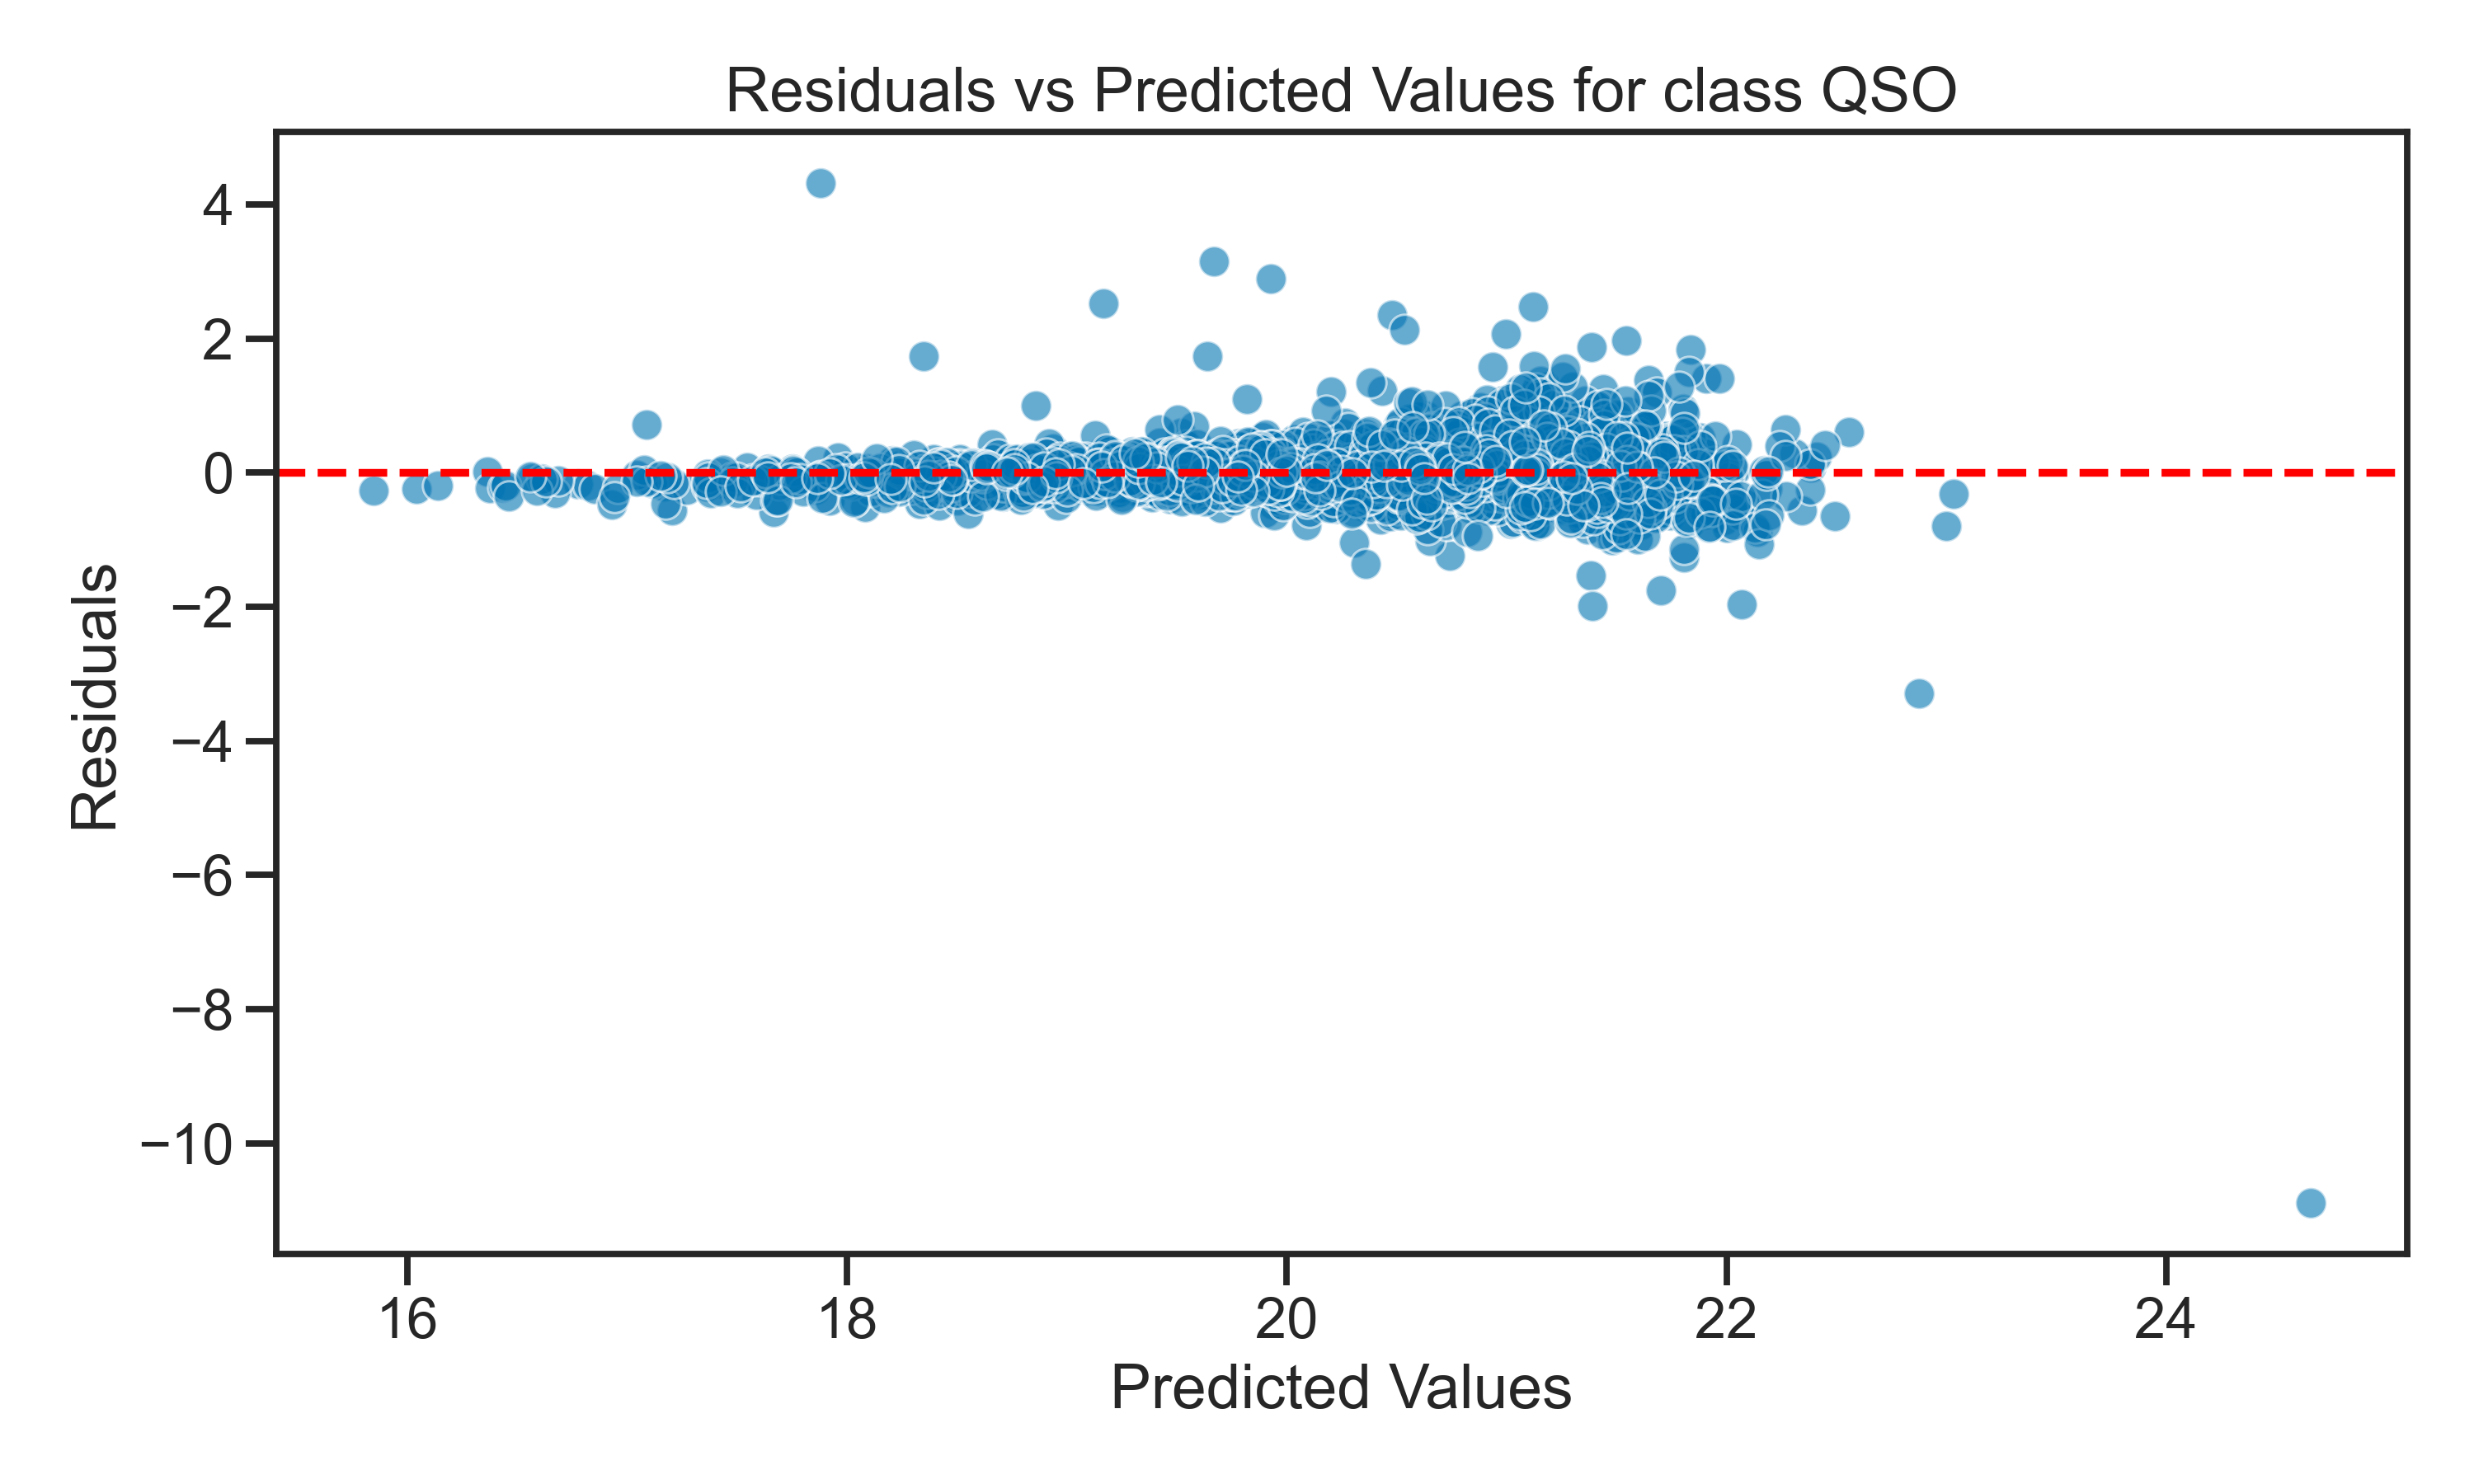 Residuals vs Predicted Values for class QSO
4
2
0
−2
−4
−6
−8
−10
Residuals
16 18 20 22 24
Predicted Values